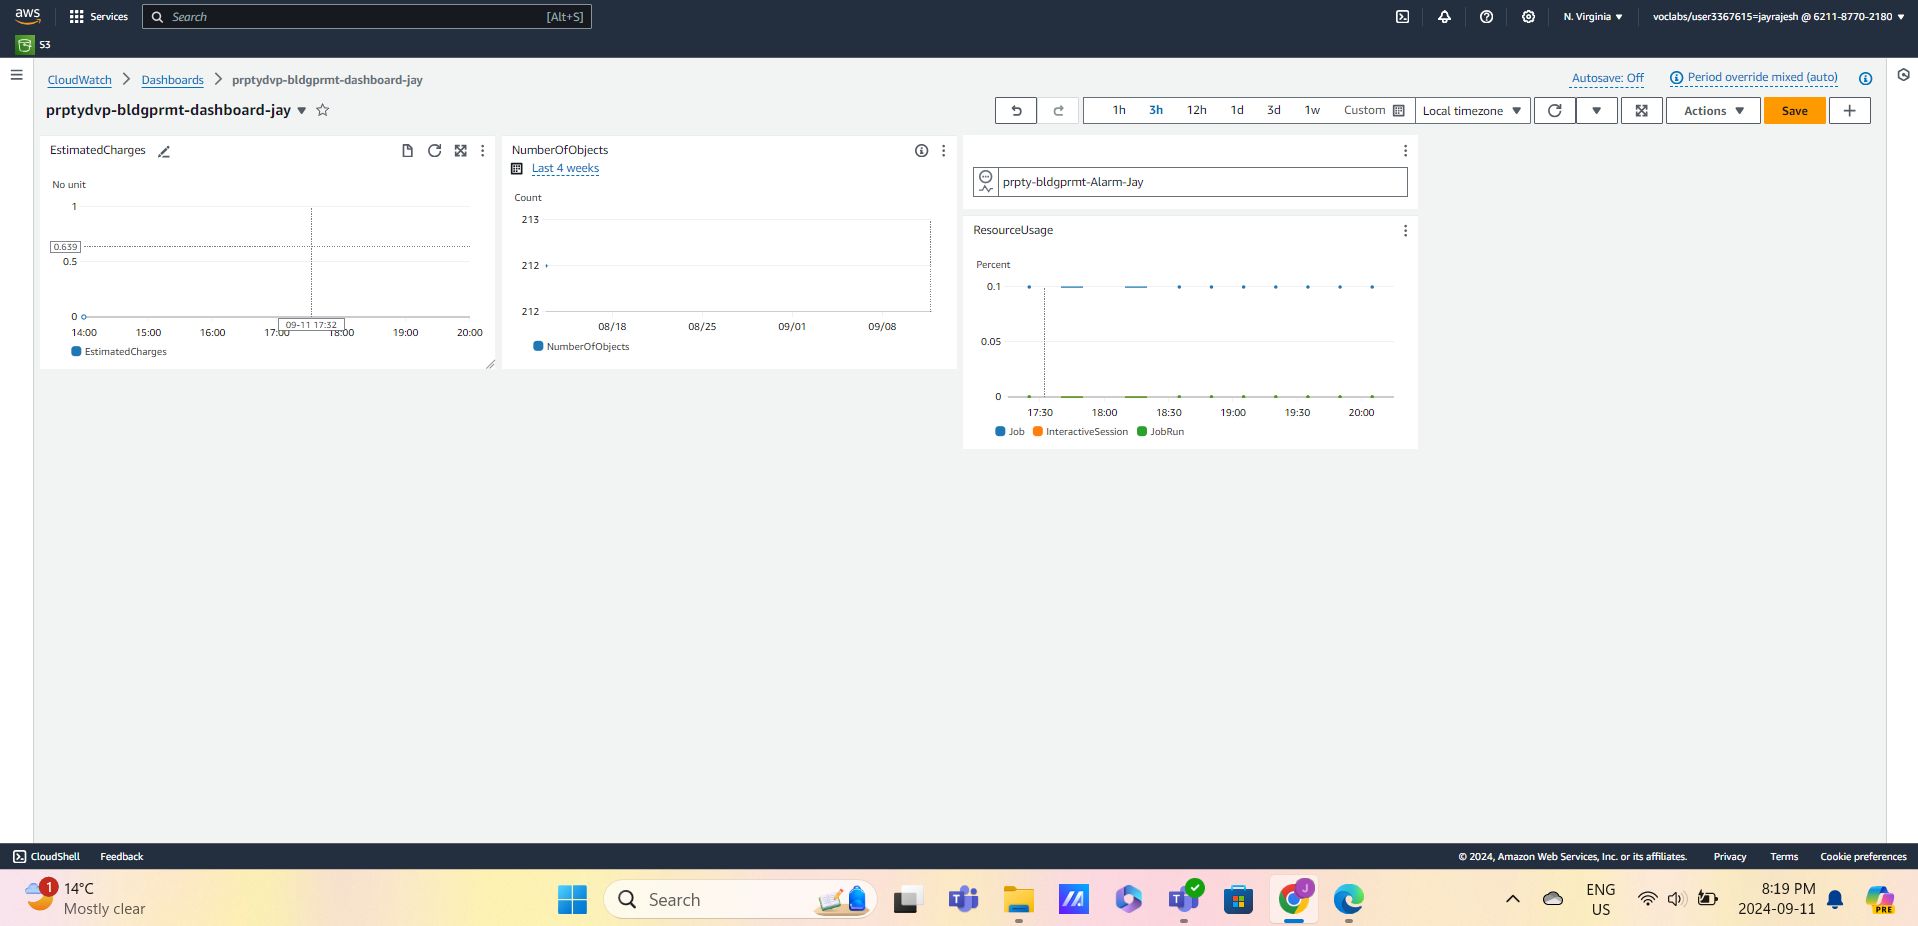 aws Services Search [Alt+S] N. Virginia voclabs/user3367615=jayrajesh @ 6211-8770-2180
S3
CloudWatch Dashboards prptydvp-bldgprmt-dashboard-jay Autosave: Off Period override mixed (auto)
prptydvp-bldgprmt-dashboard-jay 1h 3h 12h 1d 3d 1w Custom Local timezone Actions Save
EstimatedCharges
No unit
1
0.639
0.5
0
09-11 17:32
14:00 15:00 16:00 17:00 18:00 19:00 20:00
EstimatedCharges
NumberOfObjects
Last 4 weeks
Count
213
212
212
08/18 08/25 09/01 09/08
NumberOfObjects
prpty-bldgprmt-Alarm-Jay
ResourceUsage
Percent
0.1
0.05
0
17:30 18:00 18:30 19:00 19:30 20:00
Job InteractiveSession JobRun
CloudShell Feedback © 2024, Amazon Web Services, Inc. or its affiliates. Privacy Terms Cookie preferences
1 14°C
Mostly clear
Search
J
ENG
US
8:19 PM
2024-09-11
PRE